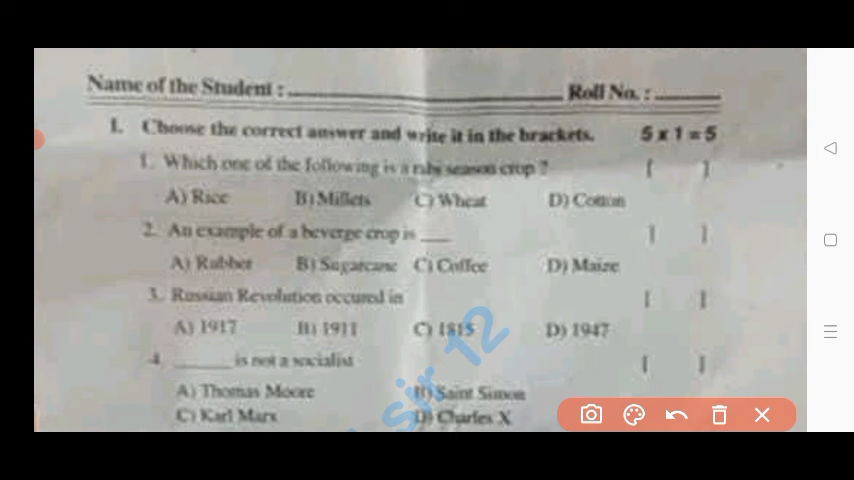 Name of the Student : ____________ Roll No. : ______
I. Choose the correct answer and write it in the brackets. 5 x 1 = 5
1. Which one of the following is a rabi season crop ? [ ]
A) Rice B) Millets C) Wheat D) Cotton
2. An example of a beverge crop is ___ [ ]
A) Rubber B) Sugarcane C) Coffee D) Maize
3. Russian Revolution occured in [ ]
A) 1917 B) 1911 C) 1815 D) 1947
4. ______ is not a socialist [ ]
A) Thomas Moore B) Saint Simon
C) Karl Marx D) Charles X
sir 12